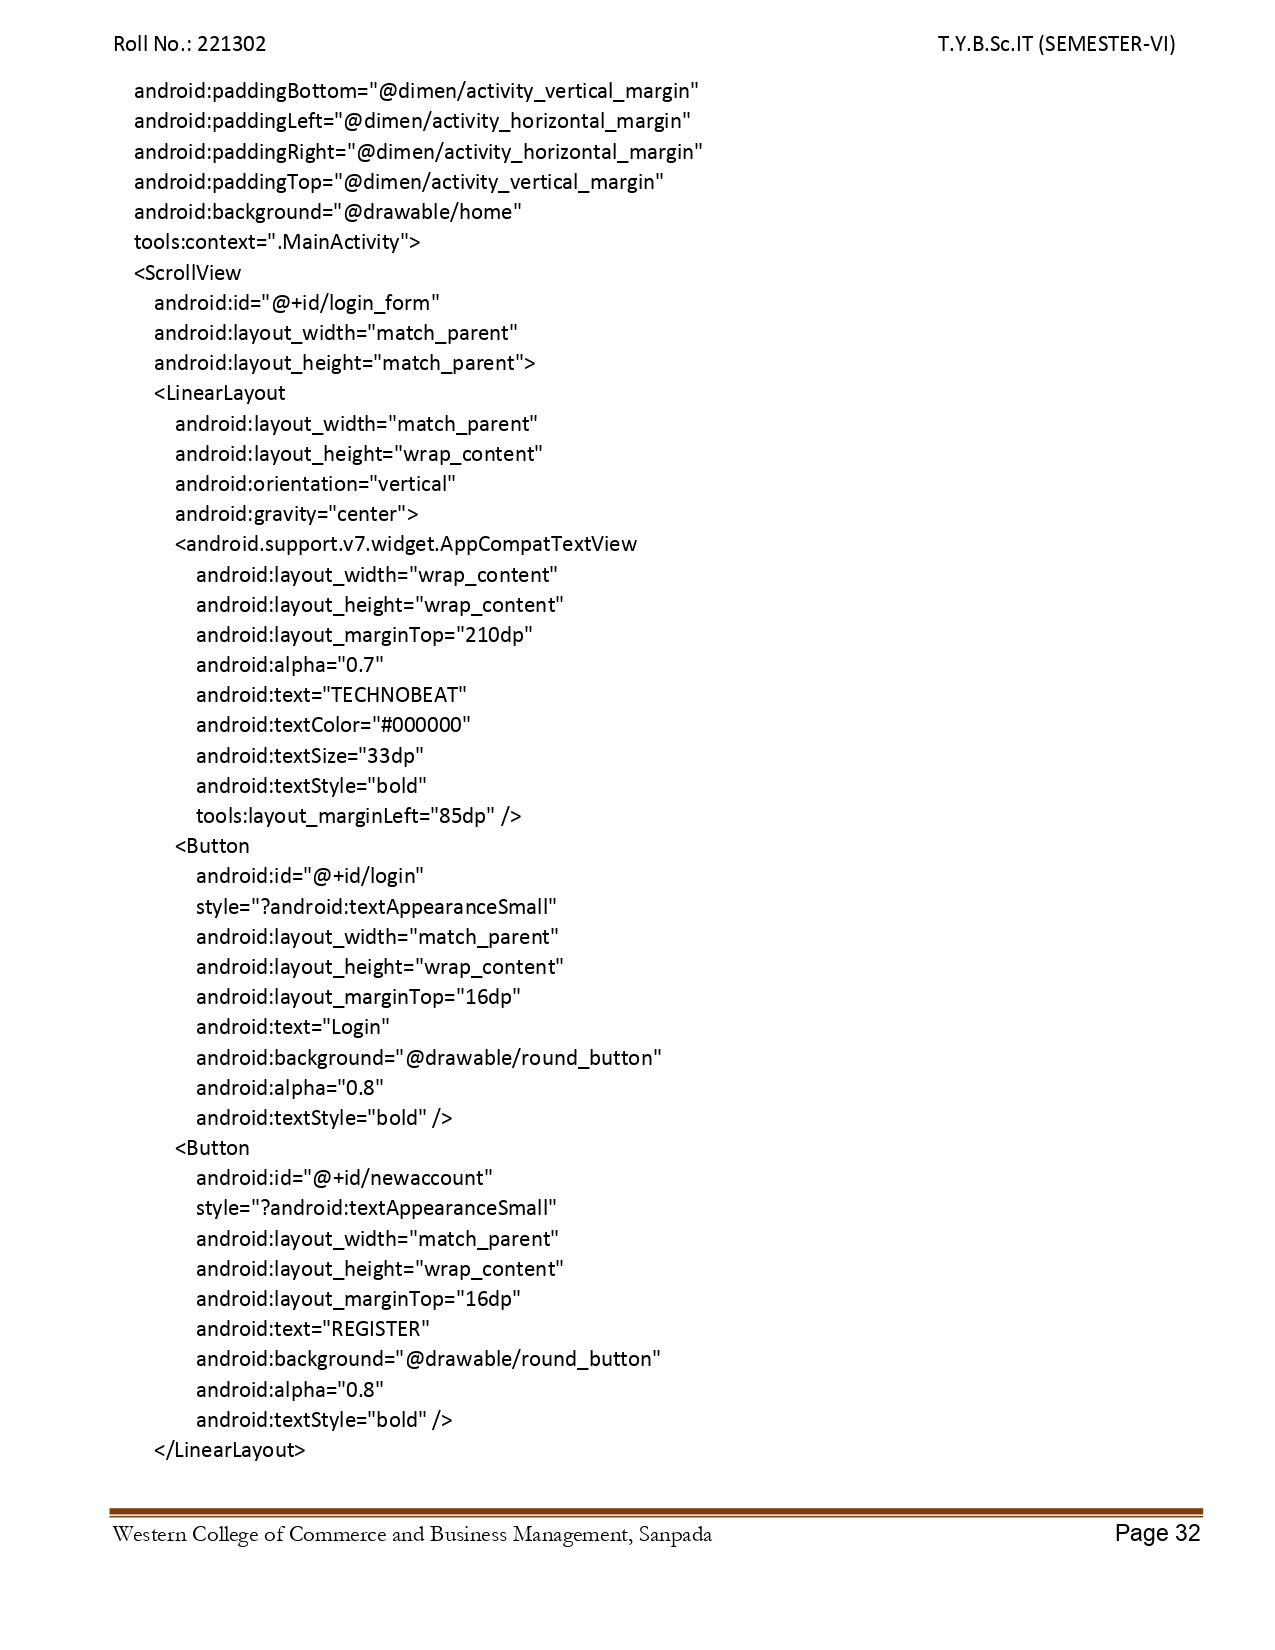 Roll No.: 221302 T.Y.B.Sc.IT (SEMESTER-VI)
android:paddingBottom="@dimen/activity_vertical_margin"
android:paddingLeft="@dimen/activity_horizontal_margin"
android:paddingRight="@dimen/activity_horizontal_margin"
android:paddingTop="@dimen/activity_vertical_margin"
android:background="@drawable/home"
tools:context=".MainActivity">
<ScrollView
android:id="@+id/login_form"
android:layout_width="match_parent"
android:layout_height="match_parent">
<LinearLayout
android:layout_width="match_parent"
android:layout_height="wrap_content"
android:orientation="vertical"
android:gravity="center">
<android.support.v7.widget.AppCompatTextView
android:layout_width="wrap_content"
android:layout_height="wrap_content"
android:layout_marginTop="210dp"
android:alpha="0.7"
android:text="TECHNOBEAT"
android:textColor="#000000"
android:textSize="33dp"
android:textStyle="bold"
tools:layout_marginLeft="85dp" />
<Button
android:id="@+id/login"
style="?android:textAppearanceSmall"
android:layout_width="match_parent"
android:layout_height="wrap_content"
android:layout_marginTop="16dp"
android:text="Login"
android:background="@drawable/round_button"
android:alpha="0.8"
android:textStyle="bold" />
<Button
android:id="@+id/newaccount"
style="?android:textAppearanceSmall"
android:layout_width="match_parent"
android:layout_height="wrap_content"
android:layout_marginTop="16dp"
android:text="REGISTER"
android:background="@drawable/round_button"
android:alpha="0.8"
android:textStyle="bold" />
</LinearLayout>
Western College of Commerce and Business Management, Sanpada Page 32